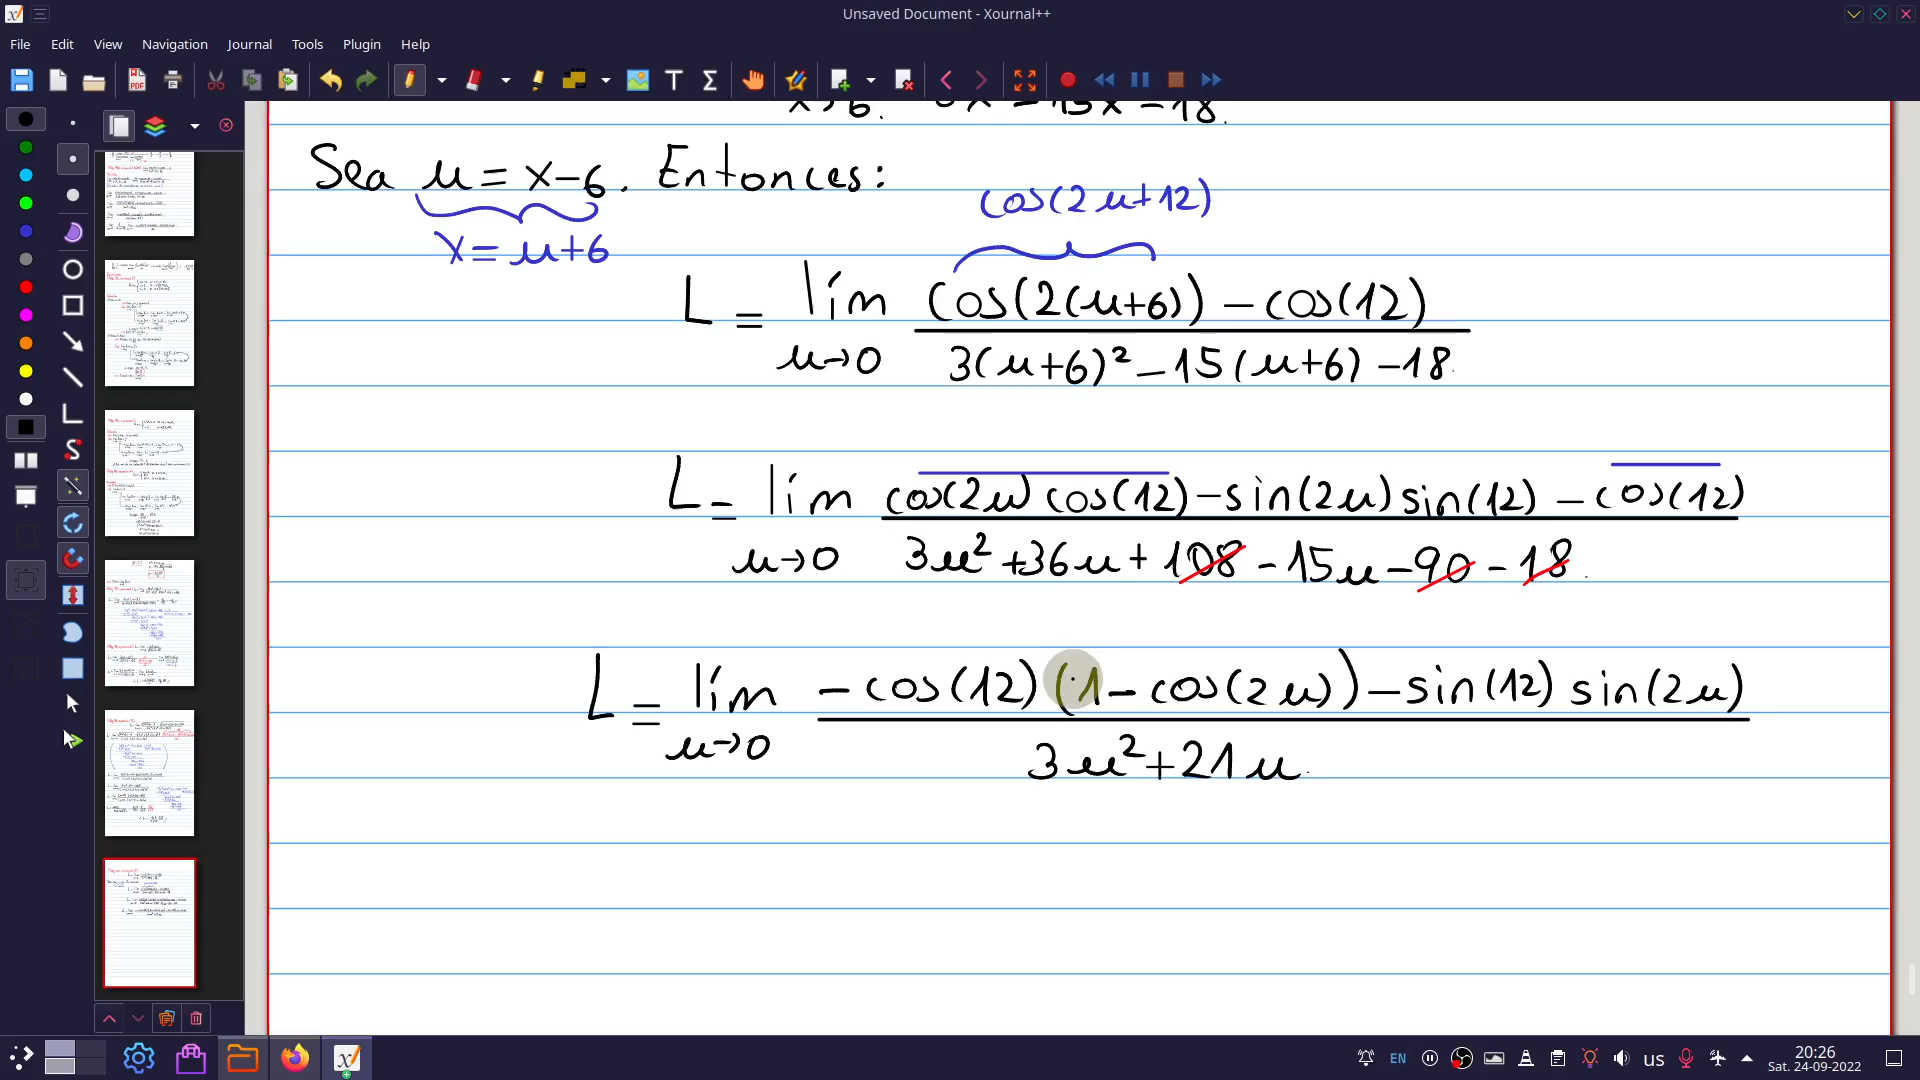 Unsaved Document - Xournal++
File Edit View Navigation Journal Tools Plugin Help
Sea u = x-6. Entonces:
x = u+6
cos(2u+12)
L = lím cos(2(u+6)) - cos(12)
u→0 3(u+6)² - 15(u+6) - 18
L = lím cos(2u) cos(12) - sin(2u) sin(12) - cos(12)
u→0 3u² + 36u + 108 - 15u - 90 - 18
L = lím - cos(12) (1 - cos(2u)) - sin(12) sin(2u)
u→0 3u² + 21u
EN us 20:26
Sat. 24-09-2022